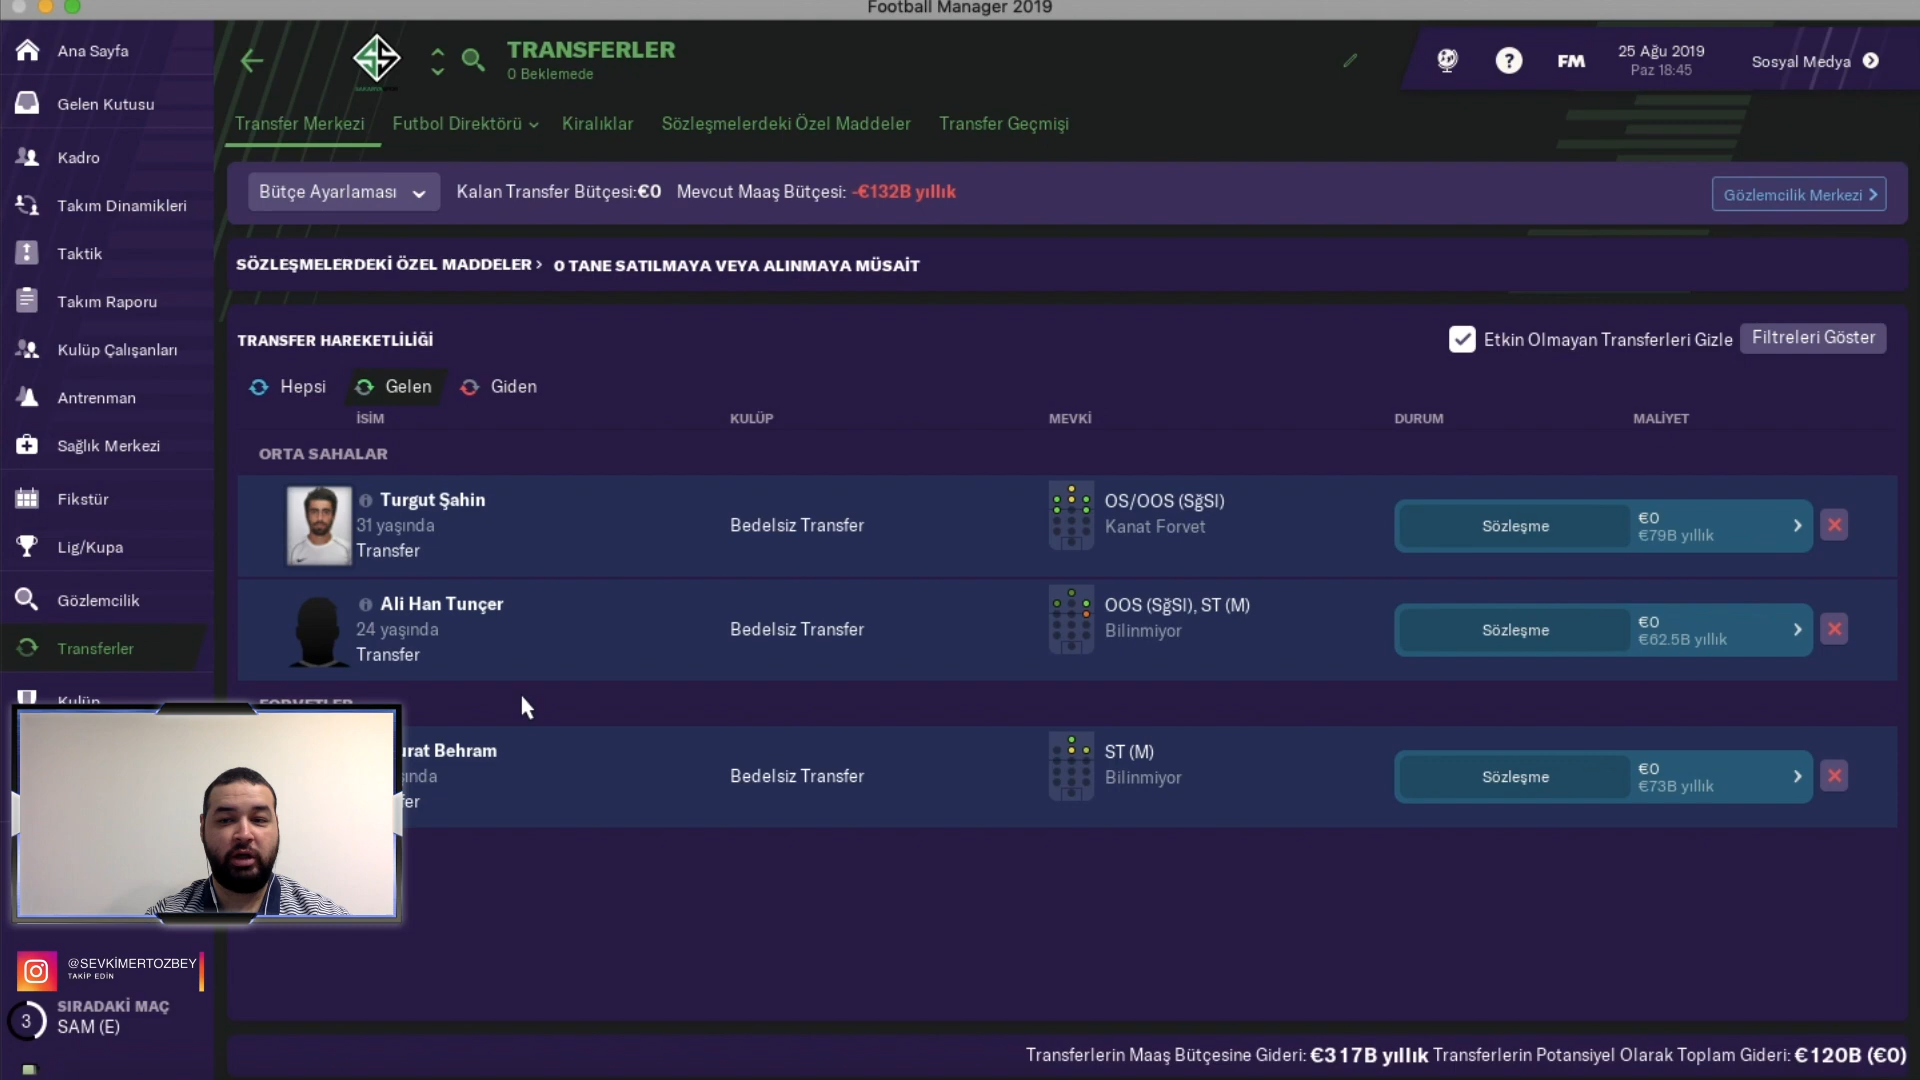 Football Manager 2019
Ana Sayfa
Gelen Kutusu
Kadro
Takım Dinamikleri
Taktik
Takım Raporu
Kulüp Çalışanları
Antrenman
Sağlık Merkezi
Fikstür
Lig/Kupa
Gözlemcilik
Transferler
Kulüp
TRANSFERLER
0 Beklemede
FM
25 Ağu 2019
Paz 18:45
Sosyal Medya
Transfer Merkezi
Futbol Direktörü
Kiralıklar
Sözleşmelerdeki Özel Maddeler
Transfer Geçmişi
Bütçe Ayarlaması
Kalan Transfer Bütçesi:€0
Mevcut Maaş Bütçesi: -€132B yıllık
Gözlemcilik Merkezi >
SÖZLEŞMELERDEKİ ÖZEL MADDELER > 0 TANE SATILMAYA VEYA ALINMAYA MÜSAİT
TRANSFER HAREKETLİLİĞİ
Etkin Olmayan Transferleri Gizle
Filtreleri Göster
Hepsi
Gelen
Giden
İSİM
KULÜP
MEVKİ
DURUM
MALİYET
ORTA SAHALAR
Turgut Şahin
31 yaşında
Transfer
Bedelsiz Transfer
OS/OOS (SğSl)
Kanat Forvet
Sözleşme
€0
€79B yıllık
Ali Han Tunçer
24 yaşında
Transfer
Bedelsiz Transfer
OOS (SğSl), ST (M)
Bilinmiyor
Sözleşme
€0
€62.5B yıllık
FORVETLER
urat Behram
şında
fer
Bedelsiz Transfer
ST (M)
Bilinmiyor
Sözleşme
€0
€73B yıllık
@SEVKİMERTOZBEY
TAKİP EDİN
3
SIRADAKİ MAÇ
SAM (E)
Transferlerin Maaş Bütçesine Gideri: €317B yıllık Transferlerin Potansiyel Olarak Toplam Gideri: €120B (€0)